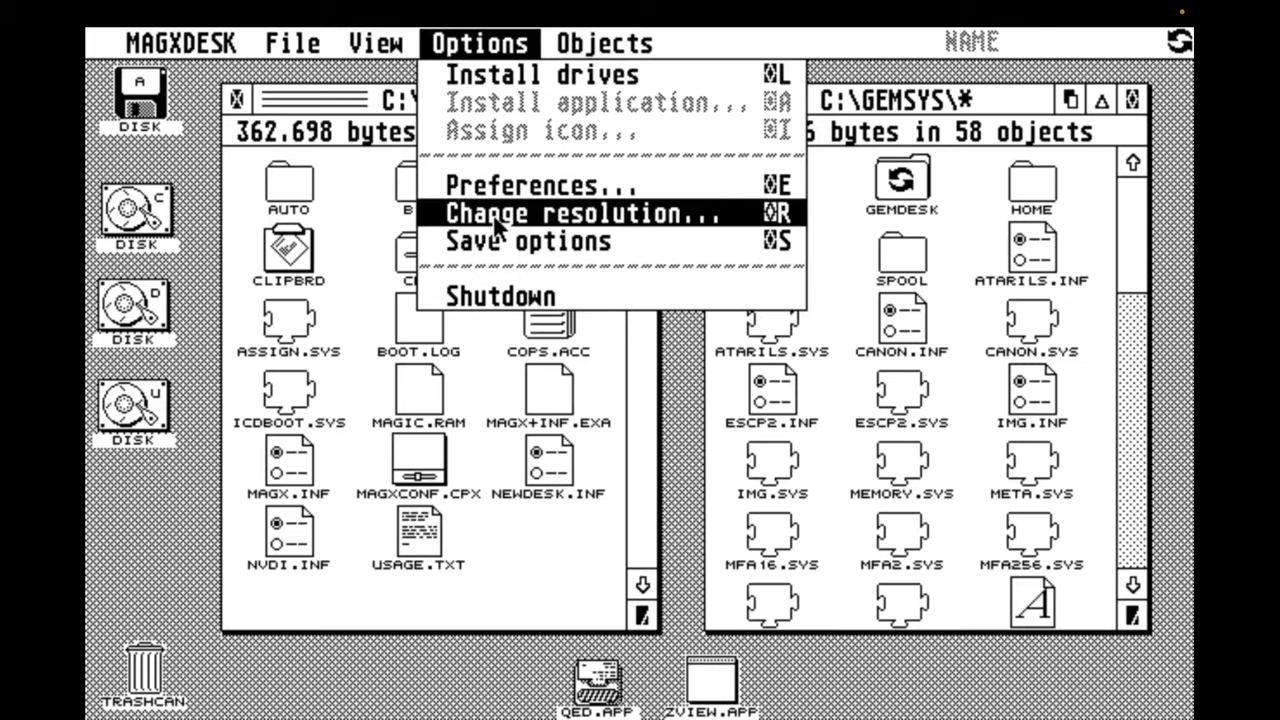 MAGXDESK File View Options Objects NAME
A
DISK
C
DISK
D
DISK
U
DISK
TRASHCAN
C:\
362.698 bytes
AUTO
B
CLIPBRD
ASSIGN.SYS BOOT.LOG COPS.ACC
ICDBOOT.SYS MAGIC.RAM MAGX+INF.EXA
MAGX.INF MAGXCONF.CPX NEWDESK.INF
NVDI.INF USAGE.TXT
Install drives L
Install application... A
Assign icon... I
Preferences... E
Change resolution... R
Save options S
Shutdown
C:\GEMSYS\*
bytes in 58 objects
GEMDESK HOME
SPOOL ATARILS.INF
ATARILS.SYS CANON.INF CANON.SYS
ESCP2.INF ESCP2.SYS IMG.INF
IMG.SYS MEMORY.SYS META.SYS
MFA16.SYS MFA2.SYS MFA256.SYS
A
QED.APP ZVIEW.APP